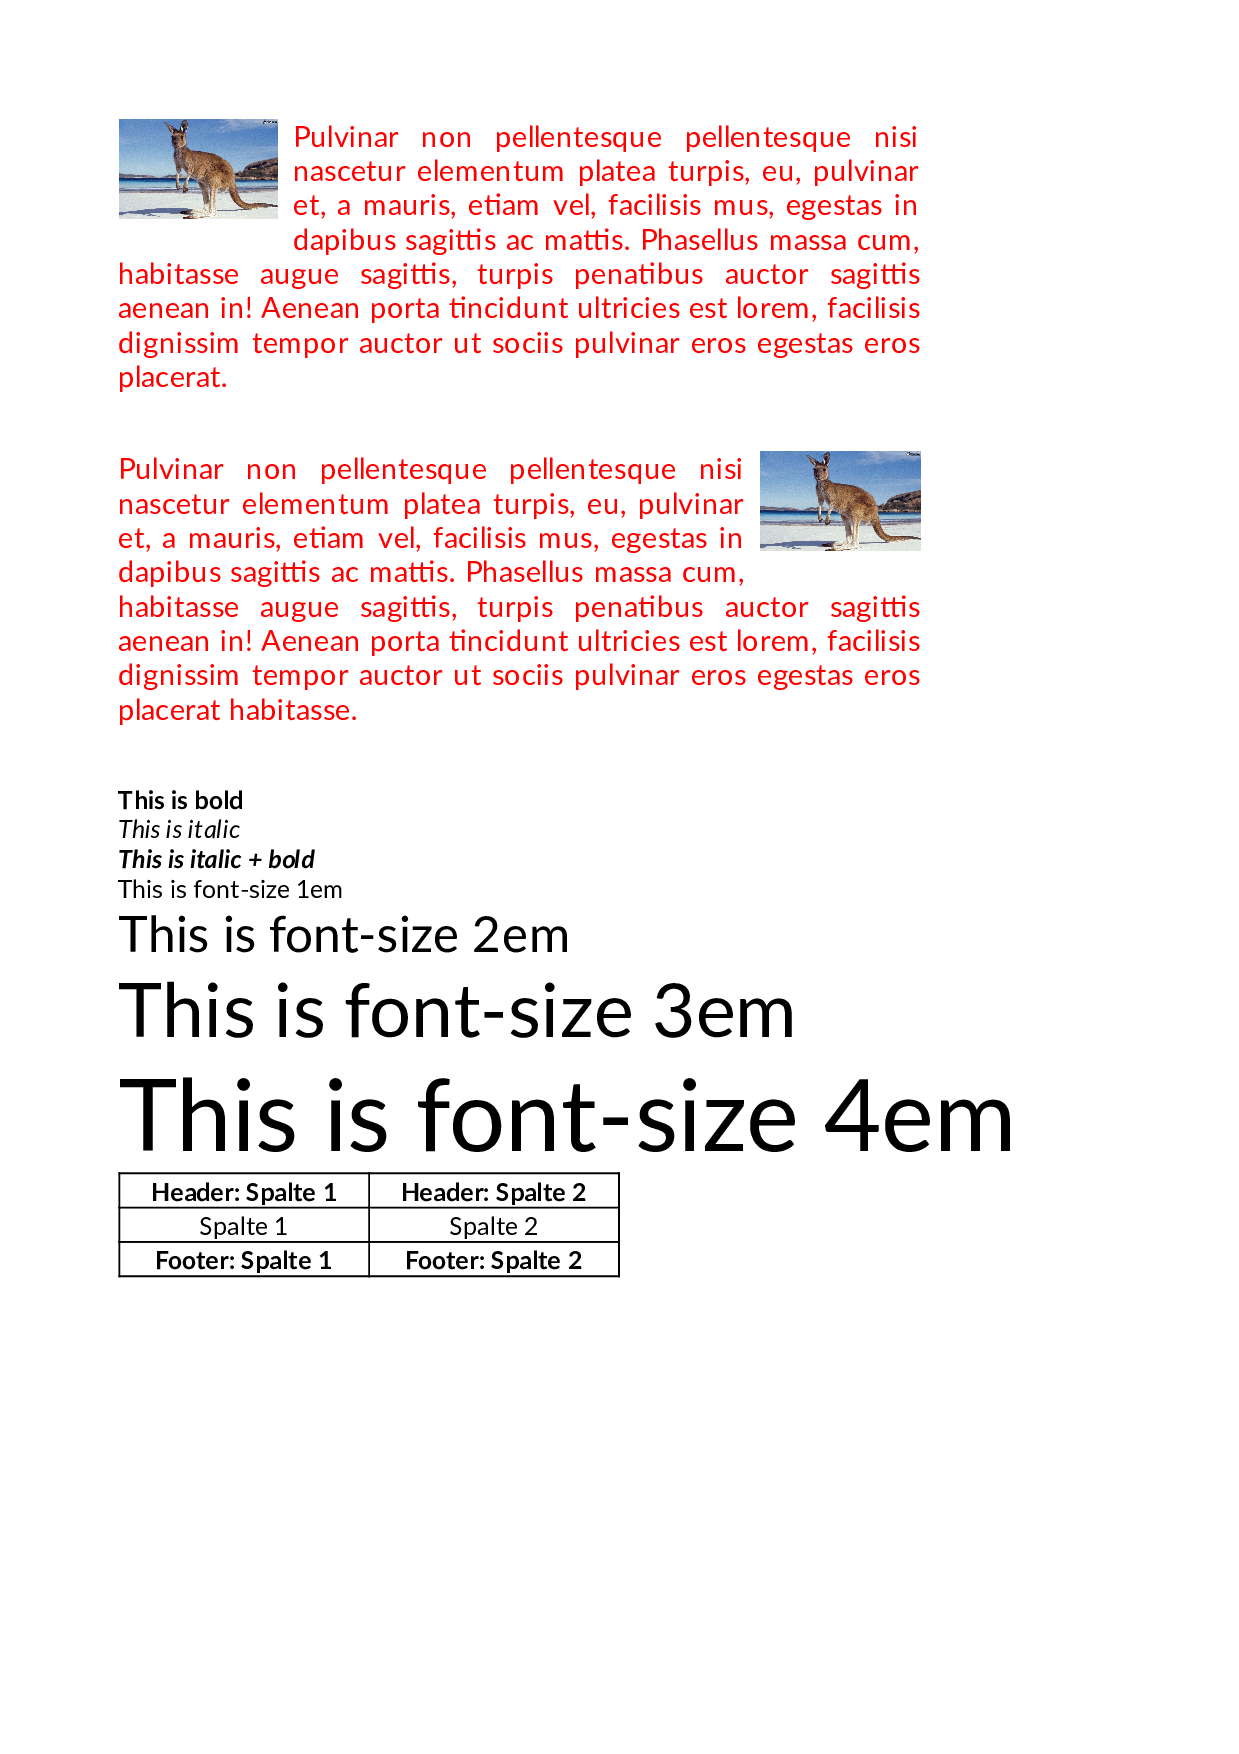 Pulvinar non pellentesque pellentesque nisi
nascetur elementum platea turpis, eu, pulvinar
et, a mauris, etiam vel, facilisis mus, egestas in
dapibus sagittis ac mattis. Phasellus massa cum,
habitasse augue sagittis, turpis penatibus auctor sagittis
aenean in! Aenean porta tincidunt ultricies est lorem, facilisis
dignissim tempor auctor ut sociis pulvinar eros egestas eros
placerat.
Pulvinar non pellentesque pellentesque nisi
nascetur elementum platea turpis, eu, pulvinar
et, a mauris, etiam vel, facilisis mus, egestas in
dapibus sagittis ac mattis. Phasellus massa cum,
habitasse augue sagittis, turpis penatibus auctor sagittis
aenean in! Aenean porta tincidunt ultricies est lorem, facilisis
dignissim tempor auctor ut sociis pulvinar eros egestas eros
placerat habitasse.
This is bold
This is italic
This is italic + bold
This is font-size 1em
This is font-size 2em
This is font-size 3em
This is font-size 4em
Header: Spalte 1 Header: Spalte 2
Spalte 1 Spalte 2
Footer: Spalte 1 Footer: Spalte 2